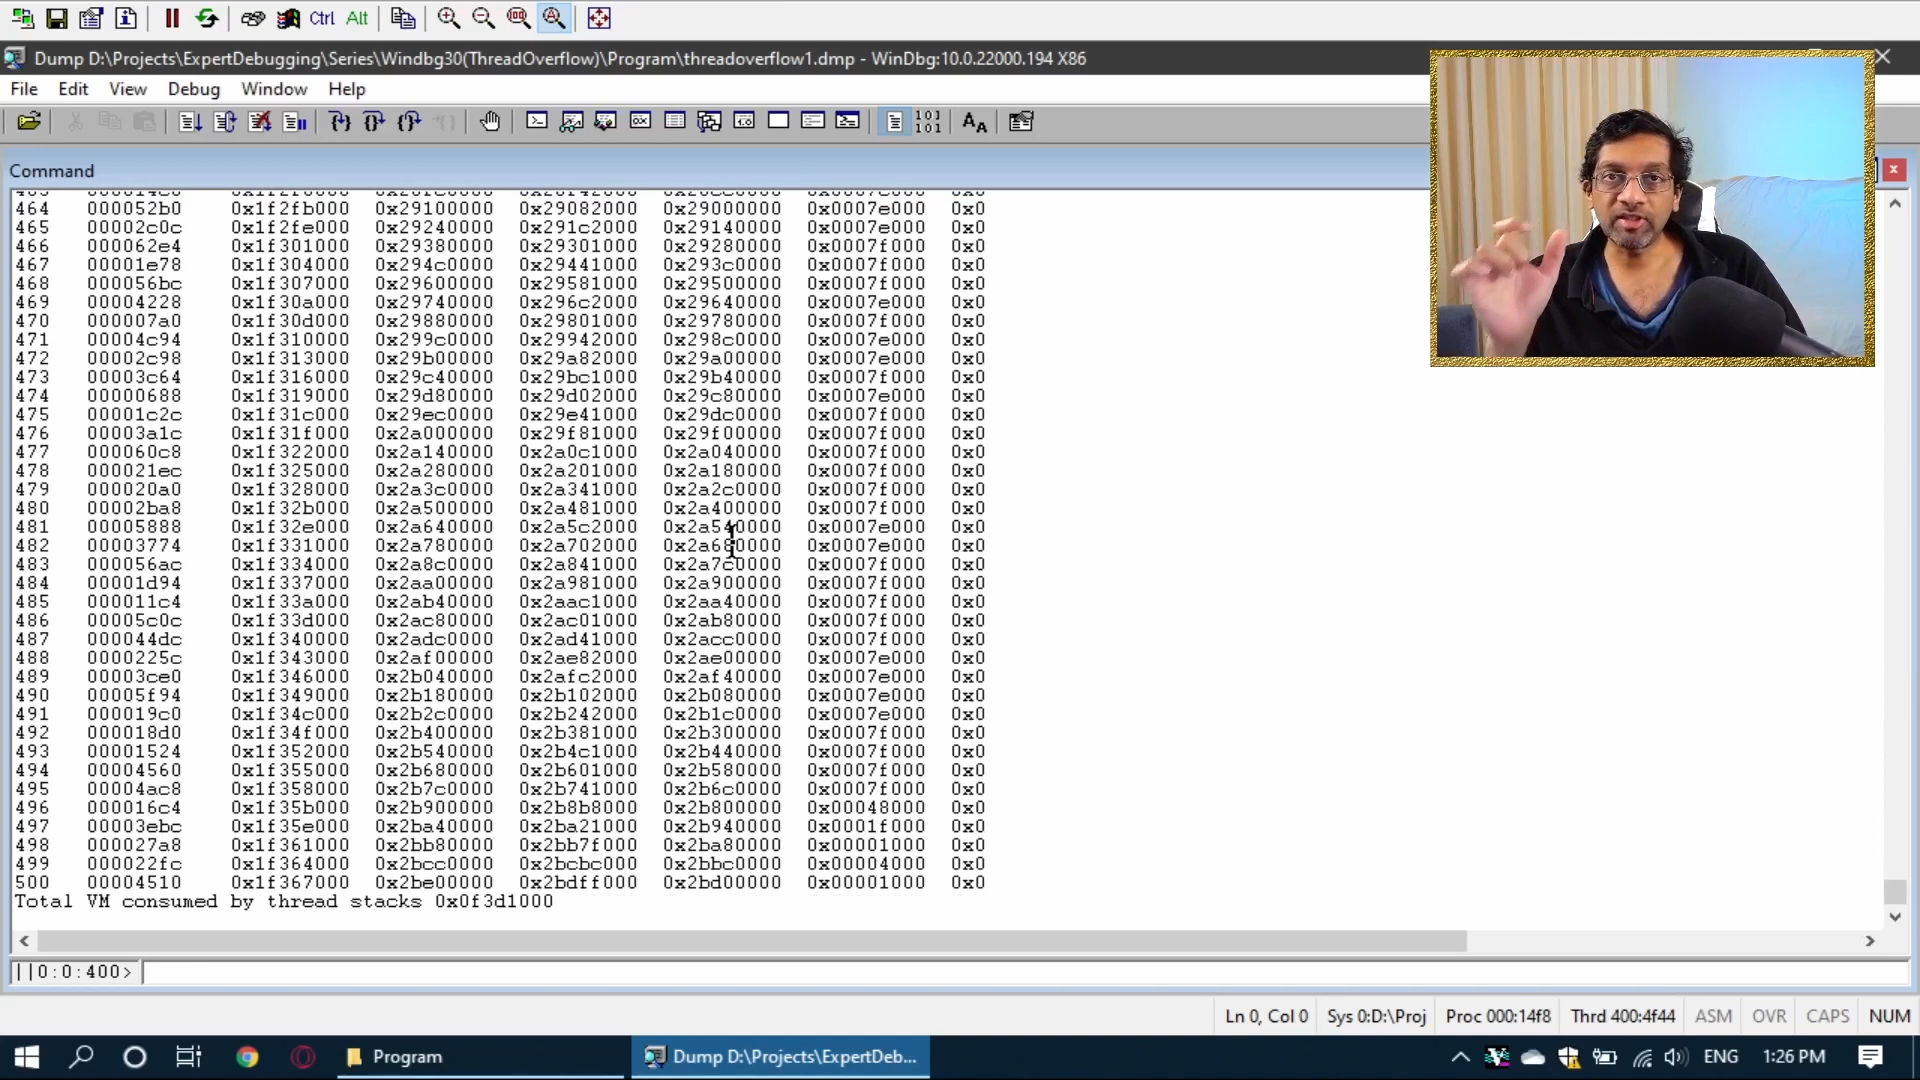 Ctrl Alt
Dump D:\Projects\ExpertDebugging\Series\Windbg30(ThreadOverflow)\Program\threadoverflow1.dmp - WinDbg:10.0.22000.194 X86
File Edit View Debug Window Help
Command
464 000052b0 0x1f2fb000 0x29100000 0x29082000 0x29000000 0x0007e000 0x0
465 00002c0c 0x1f2fe000 0x29240000 0x291c2000 0x29140000 0x0007e000 0x0
466 000062e4 0x1f301000 0x29380000 0x29301000 0x29280000 0x0007f000 0x0
467 00001e78 0x1f304000 0x294c0000 0x29441000 0x293c0000 0x0007f000 0x0
468 000056bc 0x1f307000 0x29600000 0x29581000 0x29500000 0x0007f000 0x0
469 00004228 0x1f30a000 0x29740000 0x296c2000 0x29640000 0x0007e000 0x0
470 000007a0 0x1f30d000 0x29880000 0x29801000 0x29780000 0x0007f000 0x0
471 00004c94 0x1f310000 0x299c0000 0x29942000 0x298c0000 0x0007e000 0x0
472 00002c98 0x1f313000 0x29b00000 0x29a82000 0x29a00000 0x0007e000 0x0
473 00003c64 0x1f316000 0x29c40000 0x29bc1000 0x29b40000 0x0007f000 0x0
474 00000688 0x1f319000 0x29d80000 0x29d02000 0x29c80000 0x0007e000 0x0
475 00001c2c 0x1f31c000 0x29ec0000 0x29e41000 0x29dc0000 0x0007f000 0x0
476 00003a1c 0x1f31f000 0x2a000000 0x29f81000 0x29f00000 0x0007f000 0x0
477 000060c8 0x1f322000 0x2a140000 0x2a0c1000 0x2a040000 0x0007f000 0x0
478 000021ec 0x1f325000 0x2a280000 0x2a201000 0x2a180000 0x0007f000 0x0
479 000020a0 0x1f328000 0x2a3c0000 0x2a341000 0x2a2c0000 0x0007f000 0x0
480 00002ba8 0x1f32b000 0x2a500000 0x2a481000 0x2a400000 0x0007f000 0x0
481 00005888 0x1f32e000 0x2a640000 0x2a5c2000 0x2a540000 0x0007e000 0x0
482 00003774 0x1f331000 0x2a780000 0x2a702000 0x2a680000 0x0007e000 0x0
483 000056ac 0x1f334000 0x2a8c0000 0x2a841000 0x2a7c0000 0x0007f000 0x0
484 00001d94 0x1f337000 0x2aa00000 0x2a981000 0x2a900000 0x0007f000 0x0
485 000011c4 0x1f33a000 0x2ab40000 0x2aac1000 0x2aa40000 0x0007f000 0x0
486 00005c0c 0x1f33d000 0x2ac80000 0x2ac01000 0x2ab80000 0x0007f000 0x0
487 000044dc 0x1f340000 0x2adc0000 0x2ad41000 0x2acc0000 0x0007f000 0x0
488 0000225c 0x1f343000 0x2af00000 0x2ae82000 0x2ae00000 0x0007e000 0x0
489 00003ce0 0x1f346000 0x2b040000 0x2afc2000 0x2af40000 0x0007e000 0x0
490 00005f94 0x1f349000 0x2b180000 0x2b102000 0x2b080000 0x0007e000 0x0
491 000019c0 0x1f34c000 0x2b2c0000 0x2b242000 0x2b1c0000 0x0007e000 0x0
492 000018d0 0x1f34f000 0x2b400000 0x2b381000 0x2b300000 0x0007f000 0x0
493 00001524 0x1f352000 0x2b540000 0x2b4c1000 0x2b440000 0x0007f000 0x0
494 00004560 0x1f355000 0x2b680000 0x2b601000 0x2b580000 0x0007f000 0x0
495 00004ac8 0x1f358000 0x2b7c0000 0x2b741000 0x2b6c0000 0x0007f000 0x0
496 000016c4 0x1f35b000 0x2b900000 0x2b8b8000 0x2b800000 0x00048000 0x0
497 00003ebc 0x1f35e000 0x2ba40000 0x2ba21000 0x2b940000 0x0001f000 0x0
498 000027a8 0x1f361000 0x2bb80000 0x2bb7f000 0x2ba80000 0x00001000 0x0
499 000022fc 0x1f364000 0x2bcc0000 0x2bcbc000 0x2bbc0000 0x00004000 0x0
500 00004510 0x1f367000 0x2be00000 0x2bdff000 0x2bd00000 0x00001000 0x0
Total VM consumed by thread stacks 0x0f3d1000
||0:0:400>
Ln 0, Col 0 Sys 0:D:\Proj Proc 000:14f8 Thrd 400:4f44 ASM OVR CAPS NUM
Program Dump D:\Projects\ExpertDeb... ENG 1:26 PM